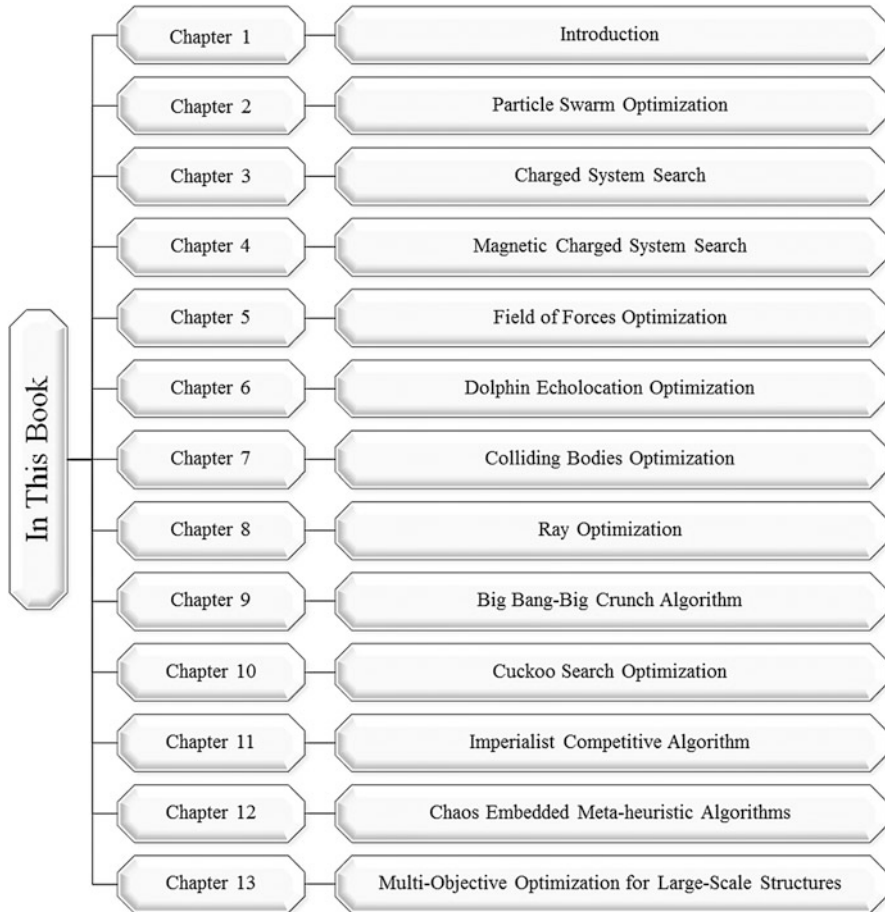 In This Book
Chapter 1
Introduction
Chapter 2
Particle Swarm Optimization
Chapter 3
Charged System Search
Chapter 4
Magnetic Charged System Search
Chapter 5
Field of Forces Optimization
Chapter 6
Dolphin Echolocation Optimization
Chapter 7
Colliding Bodies Optimization
Chapter 8
Ray Optimization
Chapter 9
Big Bang-Big Crunch Algorithm
Chapter 10
Cuckoo Search Optimization
Chapter 11
Imperialist Competitive Algorithm
Chapter 12
Chaos Embedded Meta-heuristic Algorithms
Chapter 13
Multi-Objective Optimization for Large-Scale Structures